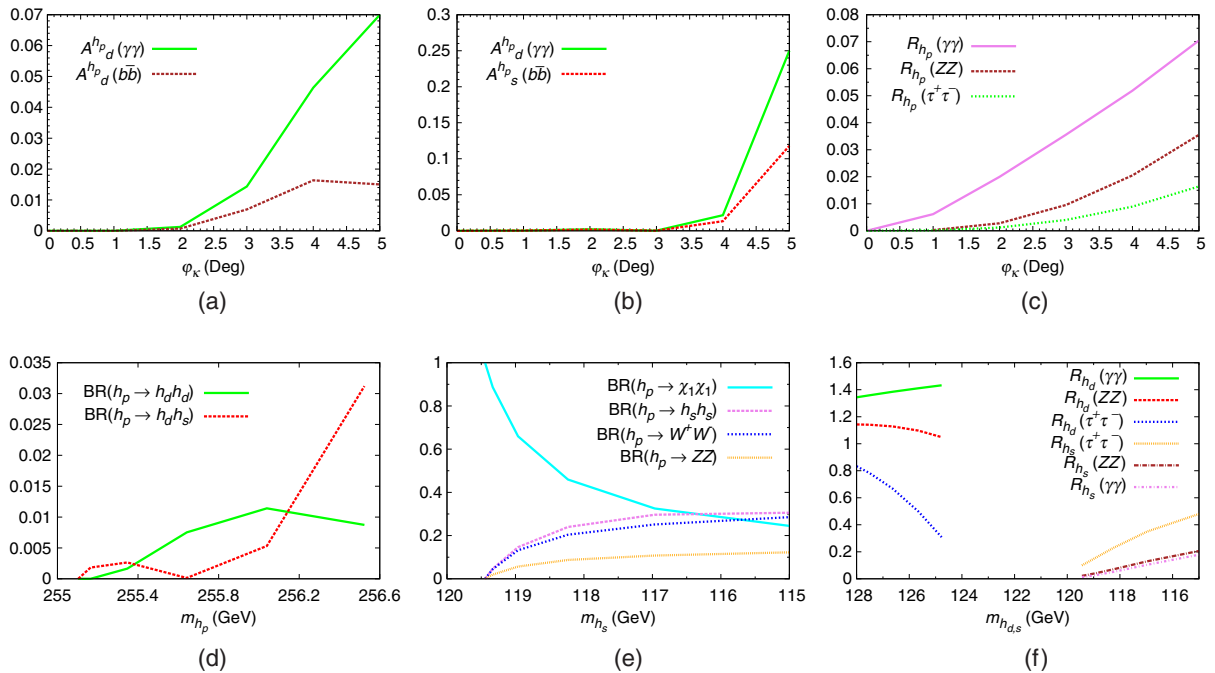 0.07
0.06
0.05
0.04
0.03
0.02
0.01
0
A^{h_p}_d (γγ)
A^{h_p}_d (bb̅)
0 0.5 1 1.5 2 2.5 3 3.5 4 4.5 5
φ_κ (Deg)
(a)
0.3
0.25
0.2
0.15
0.1
0.05
0
A^{h_p}_d (γγ)
A^{h_p}_s (bb̅)
0 0.5 1 1.5 2 2.5 3 3.5 4 4.5 5
φ_κ (Deg)
(b)
0.08
0.07
0.06
0.05
0.04
0.03
0.02
0.01
0
R_{h_p} (γγ)
R_{h_p} (ZZ)
R_{h_p} (τ⁺τ⁻)
0 0.5 1 1.5 2 2.5 3 3.5 4 4.5 5
φ_κ (Deg)
(c)
0.035
0.03
0.025
0.02
0.015
0.01
0.005
0
BR(h_p → h_d h_d)
BR(h_p → h_d h_s)
255 255.4 255.8 256.2 256.6
m_{h_p} (GeV)
(d)
1
0.8
0.6
0.4
0.2
0
BR(h_p → χ₁χ₁)
BR(h_p → h_s h_s)
BR(h_p → W⁺W⁻)
BR(h_p → ZZ)
120 119 118 117 116 115
m_{h_s} (GeV)
(e)
1.6
1.4
1.2
1
0.8
0.6
0.4
0.2
0
R_{h_d} (γγ)
R_{h_d} (ZZ)
R_{h_d} (τ⁺τ⁻)
R_{h_s} (τ⁺τ⁻)
R_{h_s} (ZZ)
R_{h_s} (γγ)
128 126 124 122 120 118 116
m_{h_{d,s}} (GeV)
(f)